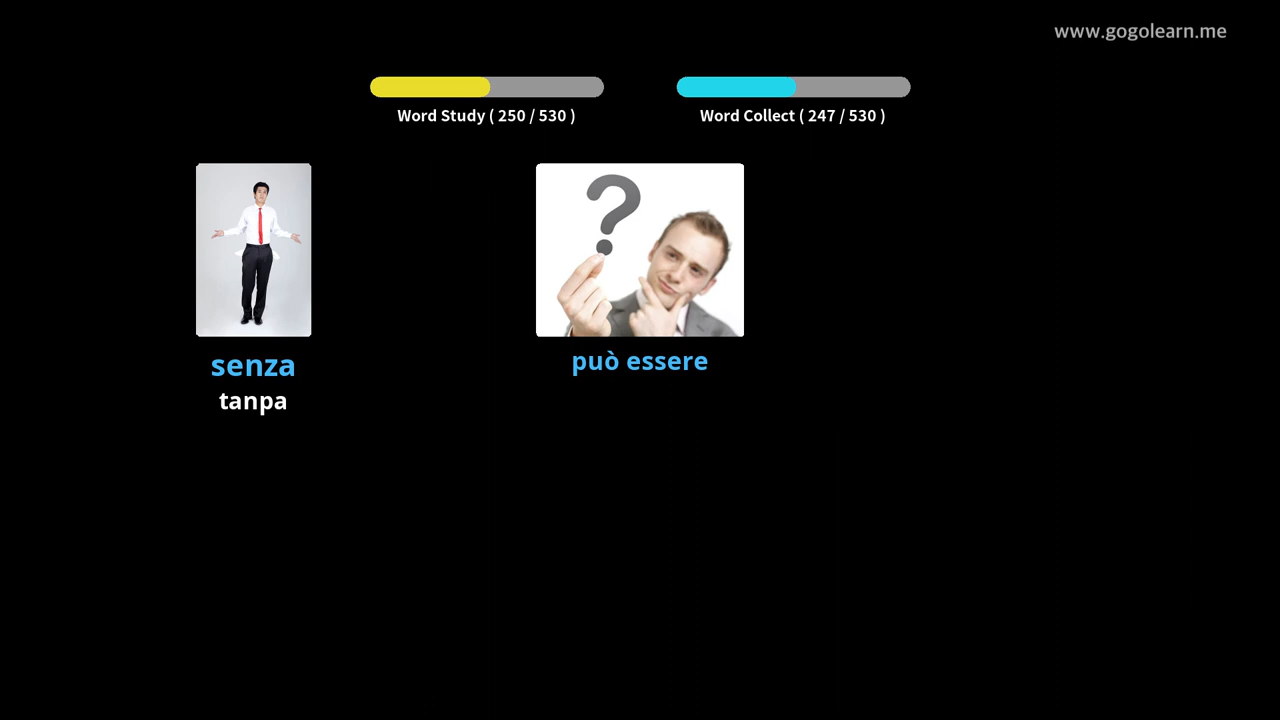 www.gogolearn.me
Word Study ( 250 / 530 )
Word Collect ( 247 / 530 )
senza
tanpa
può essere